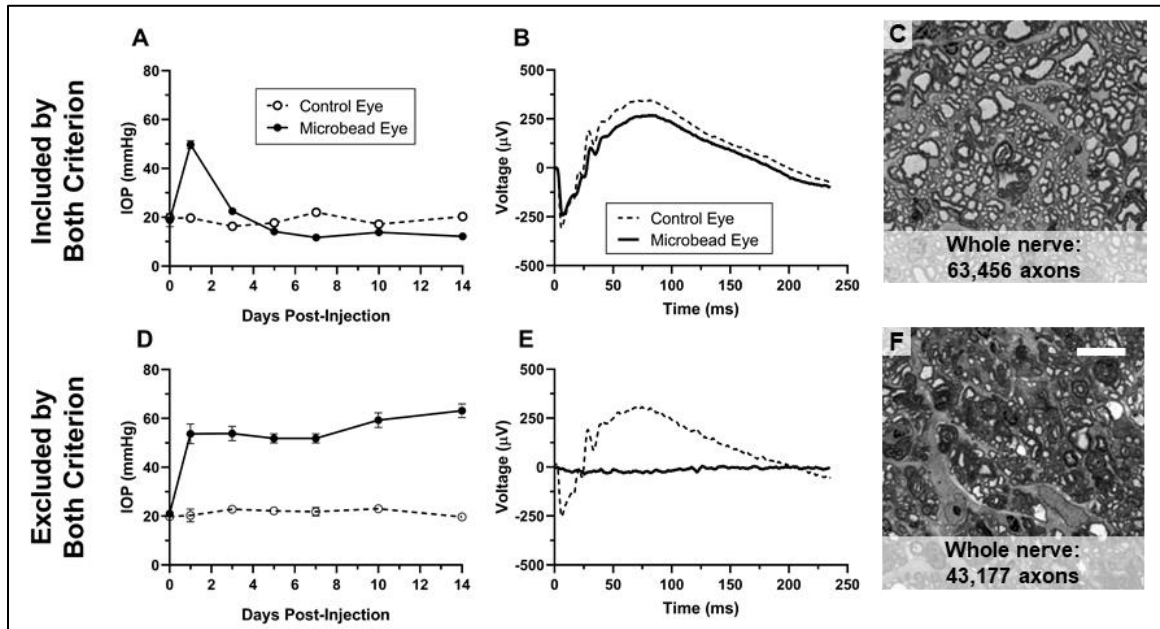 Included by
Both Criterion
A
80
60
40
20
0
IOP (mmHg)
Control Eye
Microbead Eye
0 2 4 6 8 10 12 14
Days Post-Injection
B
500
250
0
-250
-500
Voltage (µV)
Control Eye
Microbead Eye
0 50 100 150 200 250
Time (ms)
C
Whole nerve:
63,456 axons
Excluded by
Both Criterion
D
80
60
40
20
0
IOP (mmHg)
0 2 4 6 8 10 12 14
Days Post-Injection
E
500
250
0
-250
-500
Voltage (µV)
0 50 100 150 200 250
Time (ms)
F
Whole nerve:
43,177 axons